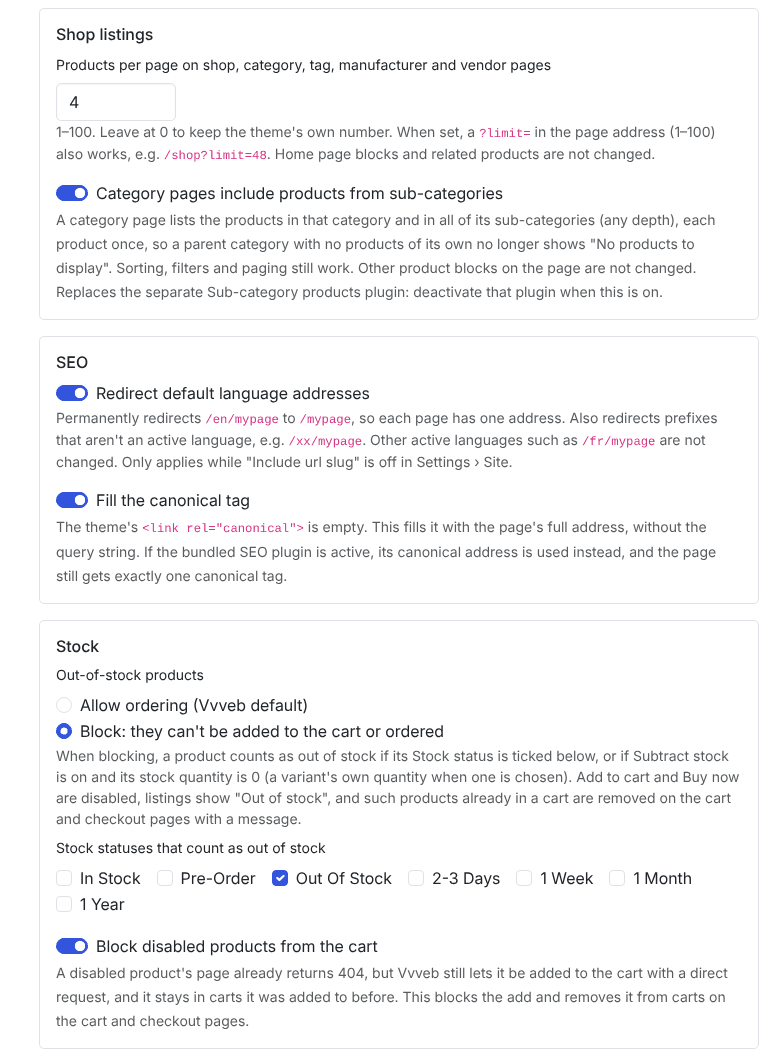 Shop listings
Products per page on shop, category, tag, manufacturer and vendor pages
4
1–100. Leave at 0 to keep the theme's own number. When set, a ?limit= in the page address (1–100)
also works, e.g. /shop?limit=48. Home page blocks and related products are not changed.
Category pages include products from sub-categories
A category page lists the products in that category and in all of its sub-categories (any depth), each
product once, so a parent category with no products of its own no longer shows "No products to
display". Sorting, filters and paging still work. Other product blocks on the page are not changed.
Replaces the separate Sub-category products plugin: deactivate that plugin when this is on.
SEO
Redirect default language addresses
Permanently redirects /en/mypage to /mypage, so each page has one address. Also redirects prefixes
that aren't an active language, e.g. /xx/mypage. Other active languages such as /fr/mypage are not
changed. Only applies while "Include url slug" is off in Settings › Site.
Fill the canonical tag
The theme's <link rel="canonical"> is empty. This fills it with the page's full address, without the
query string. If the bundled SEO plugin is active, its canonical address is used instead, and the page
still gets exactly one canonical tag.
Stock
Out-of-stock products
Allow ordering (Vvveb default)
Block: they can't be added to the cart or ordered
When blocking, a product counts as out of stock if its Stock status is ticked below, or if Subtract stock
is on and its stock quantity is 0 (a variant's own quantity when one is chosen). Add to cart and Buy now
are disabled, listings show "Out of stock", and such products already in a cart are removed on the cart
and checkout pages with a message.
Stock statuses that count as out of stock
In Stock Pre-Order Out Of Stock 2-3 Days 1 Week 1 Month
1 Year
Block disabled products from the cart
A disabled product's page already returns 404, but Vvveb still lets it be added to the cart with a direct
request, and it stays in carts it was added to before. This blocks the add and removes it from carts on
the cart and checkout pages.